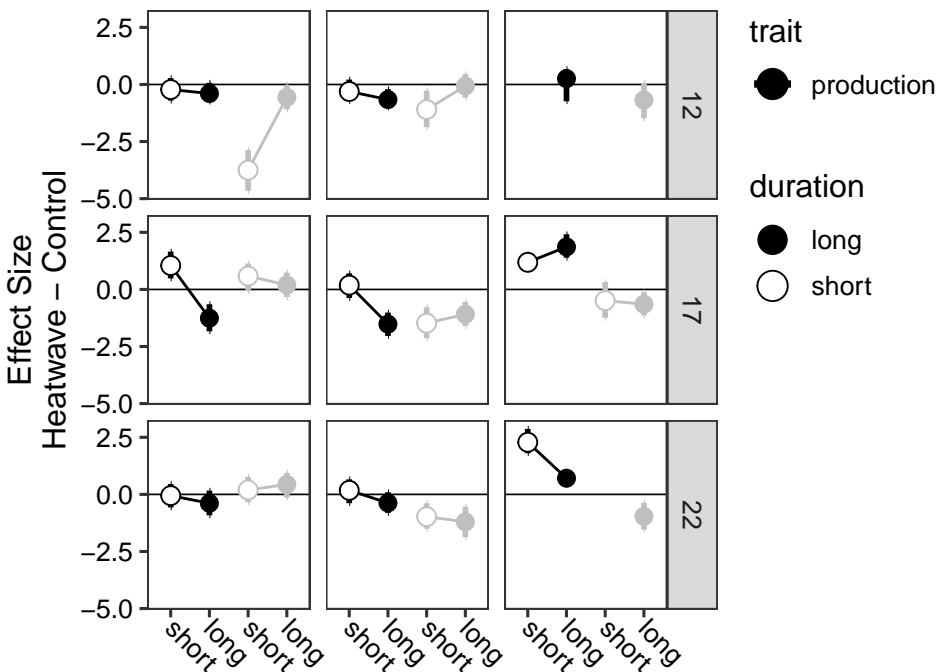 Effect Size
Heatwave − Control
2.5
0.0
−2.5
−5.0
12
2.5
0.0
−2.5
−5.0
17
2.5
0.0
−2.5
−5.0
22
short
long
short
long
short
long
short
long
short
long
short
long
trait
production
duration
long
short